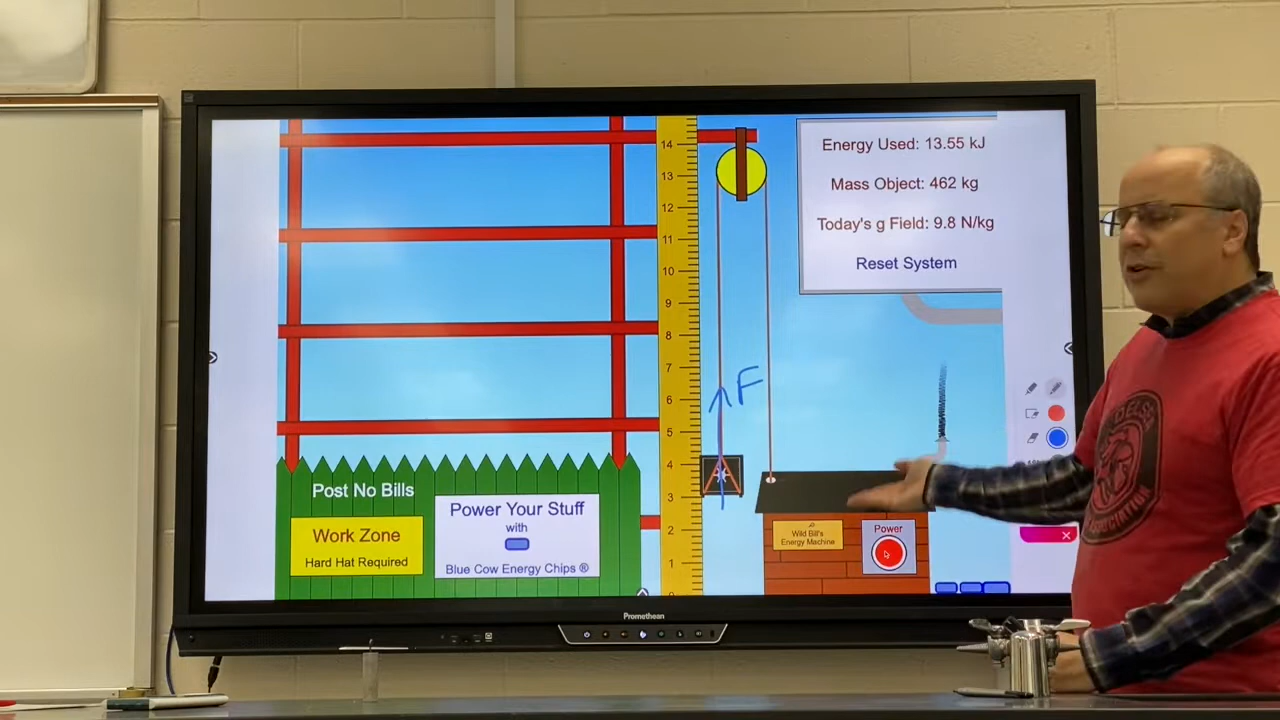 Energy Used: 13.55 kJ
Mass Object: 462 kg
Today's g Field: 9.8 N/kg
Reset System
14
13
12
11
10
9
8
7
6
5
4
3
2
1
F
Post No Bills
Work Zone
Hard Hat Required
Power Your Stuff
with
Blue Cow Energy Chips ®
Wild Bill's
Energy Machine
Power
Promethean